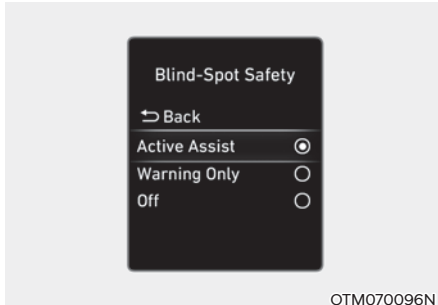 Blind-Spot Safety
Back
Active Assist
Warning Only
Off
OTM070096N